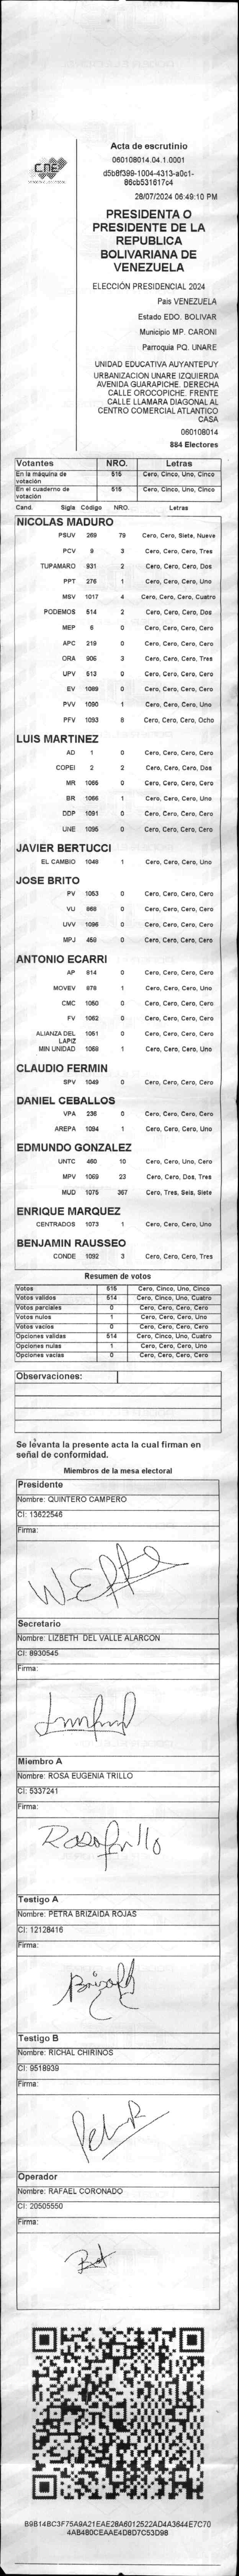 CNE
Acta de escrutinio
060108014.04.1.0001
d5b8f399-1004-4313-a0c1-
86cb531617c4
28/07/2024 06:49:10 PM
PRESIDENTA O
PRESIDENTE DE LA
REPUBLICA
BOLIVARIANA DE
VENEZUELA
ELECCIÓN PRESIDENCIAL 2024
Pais VENEZUELA
Estado EDO. BOLIVAR
Municipio MP. CARONI
Parroquia PQ. UNARE
UNIDAD EDUCATIVA AUYANTEPUY
URBANIZACION UNARE IZQUIERDA
AVENIDA GUARAPICHE. DERECHA
CALLE OROCOPICHE. FRENTE
CALLE LLAMARA DIAGONAL AL
CENTRO COMERCIAL ATLANTICO
CASA
060108014
884 Electores
Votantes NRO. Letras
En la maquina de votación 515 Cero, Cinco, Uno, Cinco
En el cuaderno de votación 515 Cero, Cinco, Uno, Cinco
Cand. Sigla Código NRO. Letras
NICOLAS MADURO
PSUV 269 79 Cero, Cero, Siete, Nueve
PCV 9 3 Cero, Cero, Cero, Tres
TUPAMARO 931 2 Cero, Cero, Cero, Dos
PPT 276 1 Cero, Cero, Cero, Uno
MSV 1017 4 Cero, Cero, Cero, Cuatro
PODEMOS 514 2 Cero, Cero, Cero, Dos
MEP 6 0 Cero, Cero, Cero, Cero
APC 219 0 Cero, Cero, Cero, Cero
ORA 906 3 Cero, Cero, Cero, Tres
UPV 513 0 Cero, Cero, Cero, Cero
EV 1089 0 Cero, Cero, Cero, Cero
PVV 1090 1 Cero, Cero, Cero, Uno
PFV 1093 8 Cero, Cero, Cero, Ocho
LUIS MARTINEZ
AD 1 0 Cero, Cero, Cero, Cero
COPEI 2 2 Cero, Cero, Cero, Dos
MR 1065 0 Cero, Cero, Cero, Cero
BR 1066 1 Cero, Cero, Cero, Uno
DDP 1091 0 Cero, Cero, Cero, Cero
UNE 1095 0 Cero, Cero, Cero, Cero
JAVIER BERTUCCI
EL CAMBIO 1048 1 Cero, Cero, Cero, Uno
JOSE BRITO
PV 1053 0 Cero, Cero, Cero, Cero
VU 868 0 Cero, Cero, Cero, Cero
UVV 1096 0 Cero, Cero, Cero, Cero
MPJ 459 0 Cero, Cero, Cero, Cero
ANTONIO ECARRI
AP 814 0 Cero, Cero, Cero, Cero
MOVEV 878 1 Cero, Cero, Cero, Uno
CMC 1050 0 Cero, Cero, Cero, Cero
FV 1062 0 Cero, Cero, Cero, Cero
ALIANZA DEL LAPIZ 1051 0 Cero, Cero, Cero, Cero
MIN UNIDAD 1058 1 Cero, Cero, Cero, Uno
CLAUDIO FERMIN
SPV 1049 0 Cero, Cero, Cero, Cero
DANIEL CEBALLOS
VPA 236 0 Cero, Cero, Cero, Cero
AREPA 1084 1 Cero, Cero, Cero, Uno
EDMUNDO GONZALEZ
UNTC 460 10 Cero, Cero, Uno, Cero
MPV 1069 23 Cero, Cero, Dos, Tres
MUD 1075 367 Cero, Tres, Seis, Siete
ENRIQUE MARQUEZ
CENTRADOS 1073 1 Cero, Cero, Cero, Uno
BENJAMIN RAUSSEO
CONDE 1092 3 Cero, Cero, Cero, Tres
Resumen de votos
Votos 515 Cero, Cinco, Uno, Cinco
Votos validos 514 Cero, Cinco, Uno, Cuatro
Votos parciales 0 Cero, Cero, Cero, Cero
Votos nulos 1 Cero, Cero, Cero, Uno
Votos vacios 0 Cero, Cero, Cero, Cero
Opciones validas 514 Cero, Cinco, Uno, Cuatro
Opciones nulas 1 Cero, Cero, Cero, Uno
Opciones vacias 0 Cero, Cero, Cero, Cero
Observaciones:
Se levanta la presente acta la cual firman en
señal de conformidad.
Miembros de la mesa electoral
Presidente
Nombre: QUINTERO CAMPERO
CI: 13622546
Firma:
Secretario
Nombre: LIZBETH DEL VALLE ALARCON
CI: 8930545
Firma:
Miembro A
Nombre: ROSA EUGENIA TRILLO
CI: 5337241
Firma:
Rosa Trillo
Testigo A
Nombre: PETRA BRIZAIDA ROJAS
CI: 12128416
Firma:
Testigo B
Nombre: RICHAL CHIRINOS
CI: 9518939
Firma:
Operador
Nombre: RAFAEL CORONADO
CI: 20505550
Firma:
B9B14BC3F75A9A21EAE28A6012522AD4A3644E7C70
4AB480CEAAE4D8D7C53D98